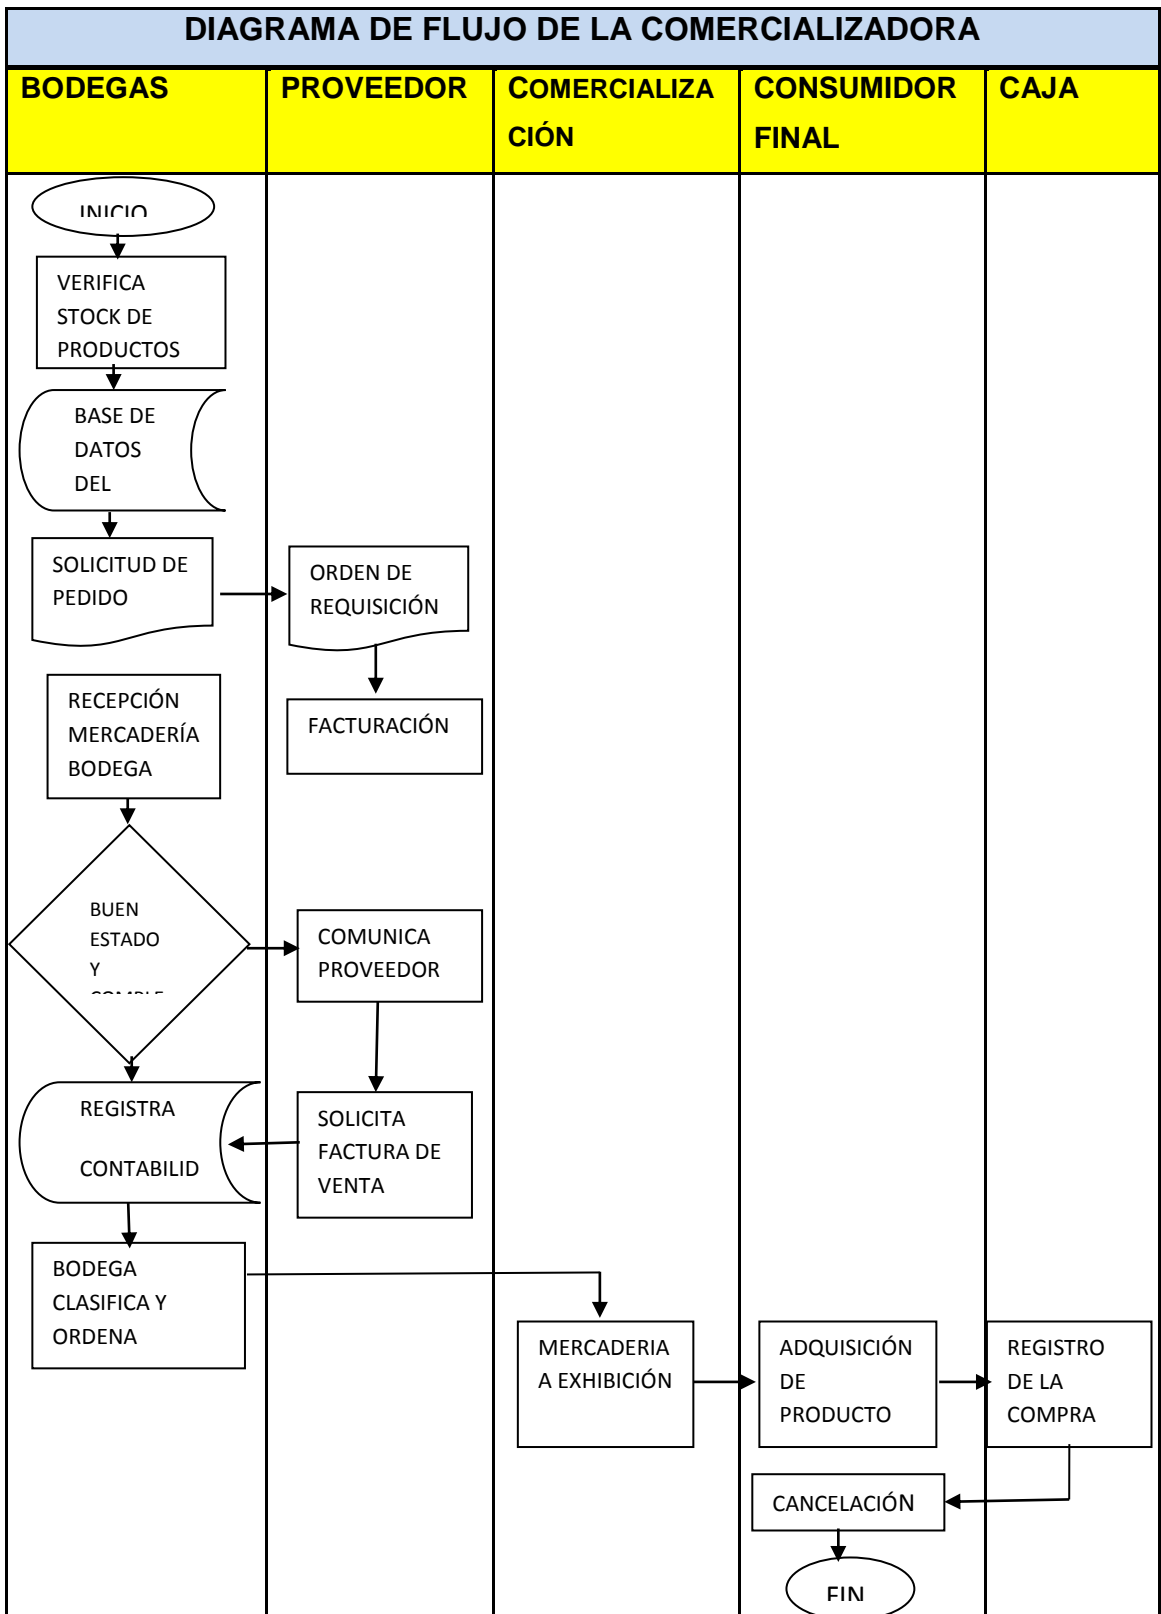 DIAGRAMA DE FLUJO DE LA COMERCIALIZADORA
BODEGAS
PROVEEDOR
COMERCIALIZA
CIÓN
CONSUMIDOR
FINAL
CAJA
INICIO
VERIFICA
STOCK DE
PRODUCTOS
BASE DE
DATOS
DEL
SOLICITUD DE
PEDIDO
ORDEN DE
REQUISICIÓN
RECEPCIÓN
MERCADERÍA
BODEGA
FACTURACIÓN
BUEN
ESTADO
Y
COMUNICA
PROVEEDOR
REGISTRA
CONTABILID
SOLICITA
FACTURA DE
VENTA
BODEGA
CLASIFICA Y
ORDENA
MERCADERIA
A EXHIBICIÓN
ADQUISICIÓN
DE
PRODUCTO
REGISTRO
DE LA
COMPRA
CANCELACIÓN
FIN